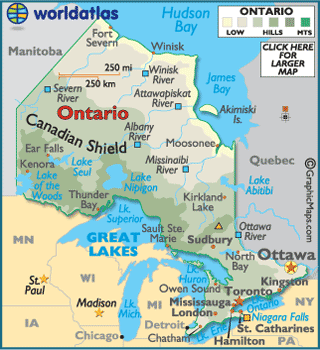 worldatlas
Hudson
Bay
ONTARIO
LOW HILLS MTS
CLICK HERE
FOR
LARGER
MAP
Manitoba
Fort
Severn
Winisk
250 mi
250 km
Winisk
River
James
Bay
Severn
River
Attawapiskat
River
Akimiski
Is.
Ontario
Canadian Shield
Albany
River
Moosonee
Ear Falls
Kenora
Lake
Seul
Missinaibi
River
Quebec
Lake
of the
Woods
Lake
Nipigon
Lake
Abitibi
Thunder
Bay
Kirkland
Lake
©GraphicMaps.com
Lk.
Superior
Sault Ste.
Marie
Ottawa
River
MN
GREAT
LAKES
Sudbury
Ottawa
North
Bay
WI
Lk.
Huron
Kingston
St.
Paul
Owen Sound
Toronto
Madison
MI
Mississauga
Lk.
Ontario
NY
London
Niagara Falls
IA
Detroit
Lk. Erie
St. Catharines
Chicago
Chatham
Hamilton
PA